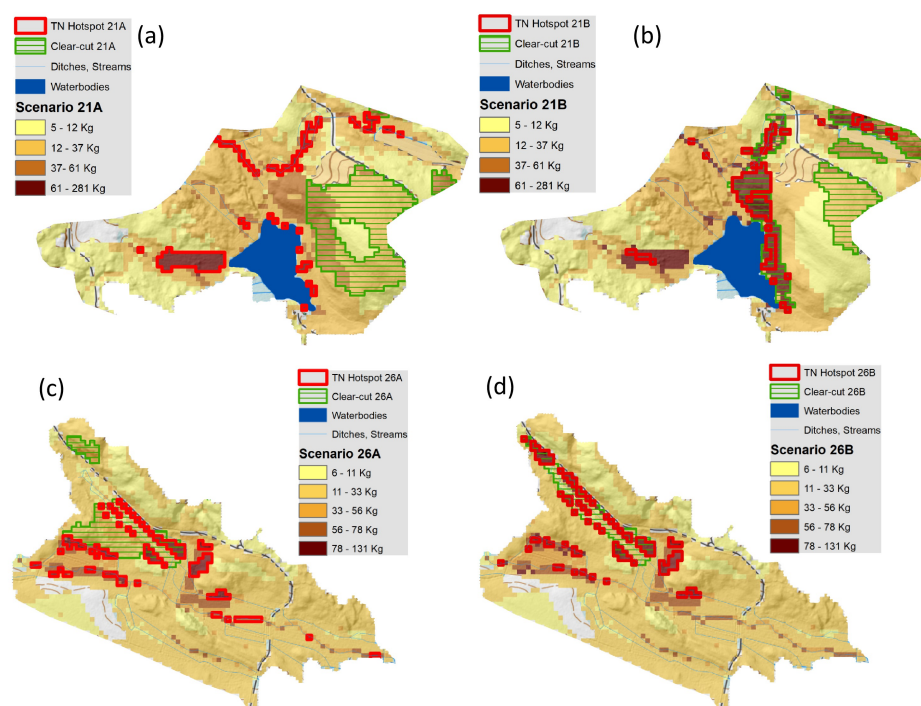 TN Hotspot 21A
(a)
Clear-cut 21A
Ditches, Streams
Waterbodies
Scenario 21A
5 - 12 Kg
12 - 37 Kg
37- 61 Kg
61 - 281 Kg
TN Hotspot 21B
(b)
Clear-cut 21B
Ditches, Streams
Waterbodies
Scenario 21B
5 - 12 Kg
12 - 37 Kg
37 - 61 Kg
61 - 281 Kg
(c)
TN Hotspot 26A
Clear-cut 26A
Waterbodies
Ditches, Streams
Scenario 26A
6 - 11 Kg
11 - 33 Kg
33 - 56 Kg
56 - 78 Kg
78 - 131 Kg
(d)
TN Hotspot 26B
Clear-cut 26B
Waterbodies
Ditches, Streams
Scenario 26B
6 - 11 Kg
11 - 33 Kg
33 - 56 Kg
56 - 78 Kg
78 - 131 Kg